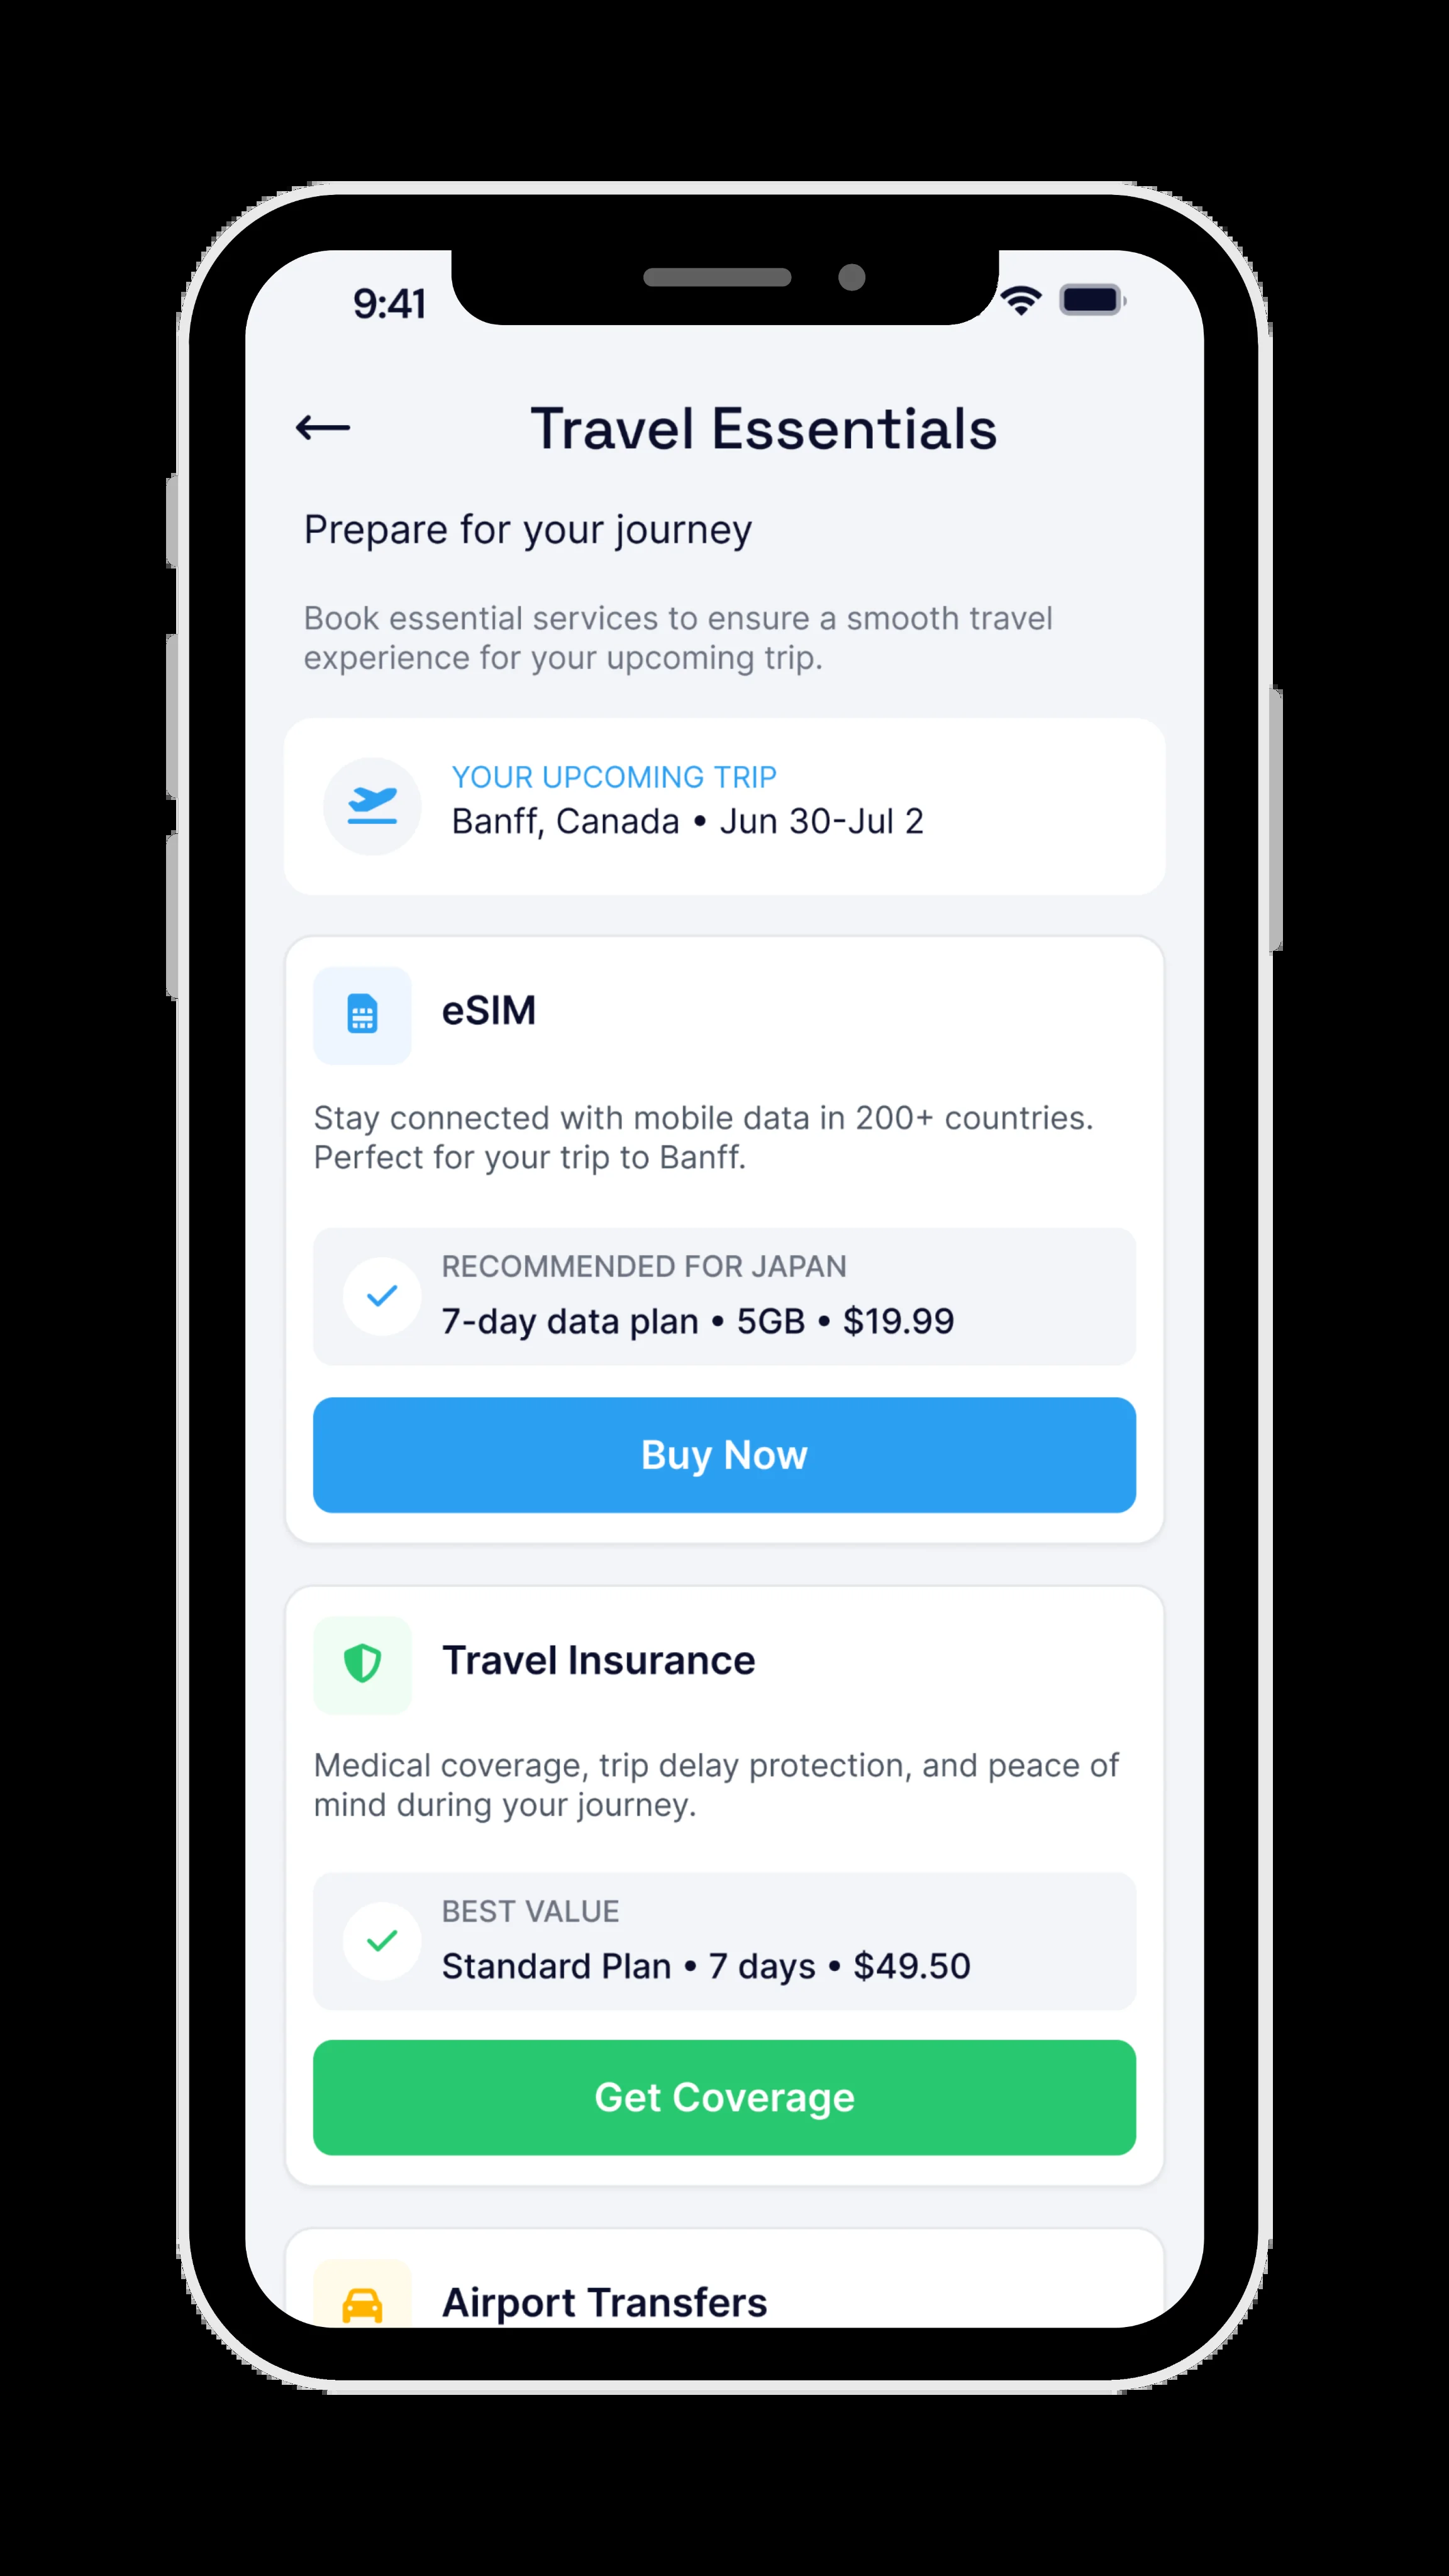 9:41
Travel Essentials
Prepare for your journey
Book essential services to ensure a smooth travel
experience for your upcoming trip.
YOUR UPCOMING TRIP
Banff, Canada • Jun 30-Jul 2
eSIM
Stay connected with mobile data in 200+ countries.
Perfect for your trip to Banff.
RECOMMENDED FOR JAPAN
7-day data plan • 5GB • $19.99
Buy Now
Travel Insurance
Medical coverage, trip delay protection, and peace of
mind during your journey.
BEST VALUE
Standard Plan • 7 days • $49.50
Get Coverage
Airport Transfers